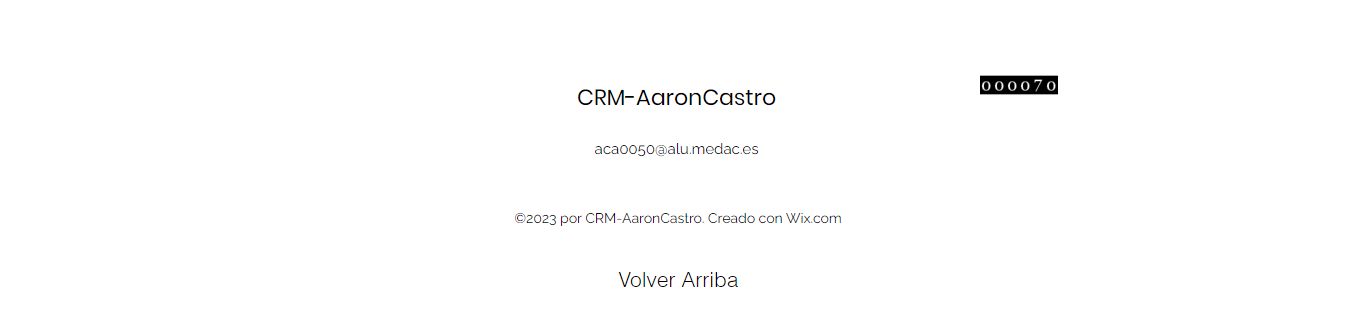 000070
CRM-AaronCastro
aca0050@alu.medac.es
©2023 por CRM-AaronCastro. Creado con Wix.com
Volver Arriba